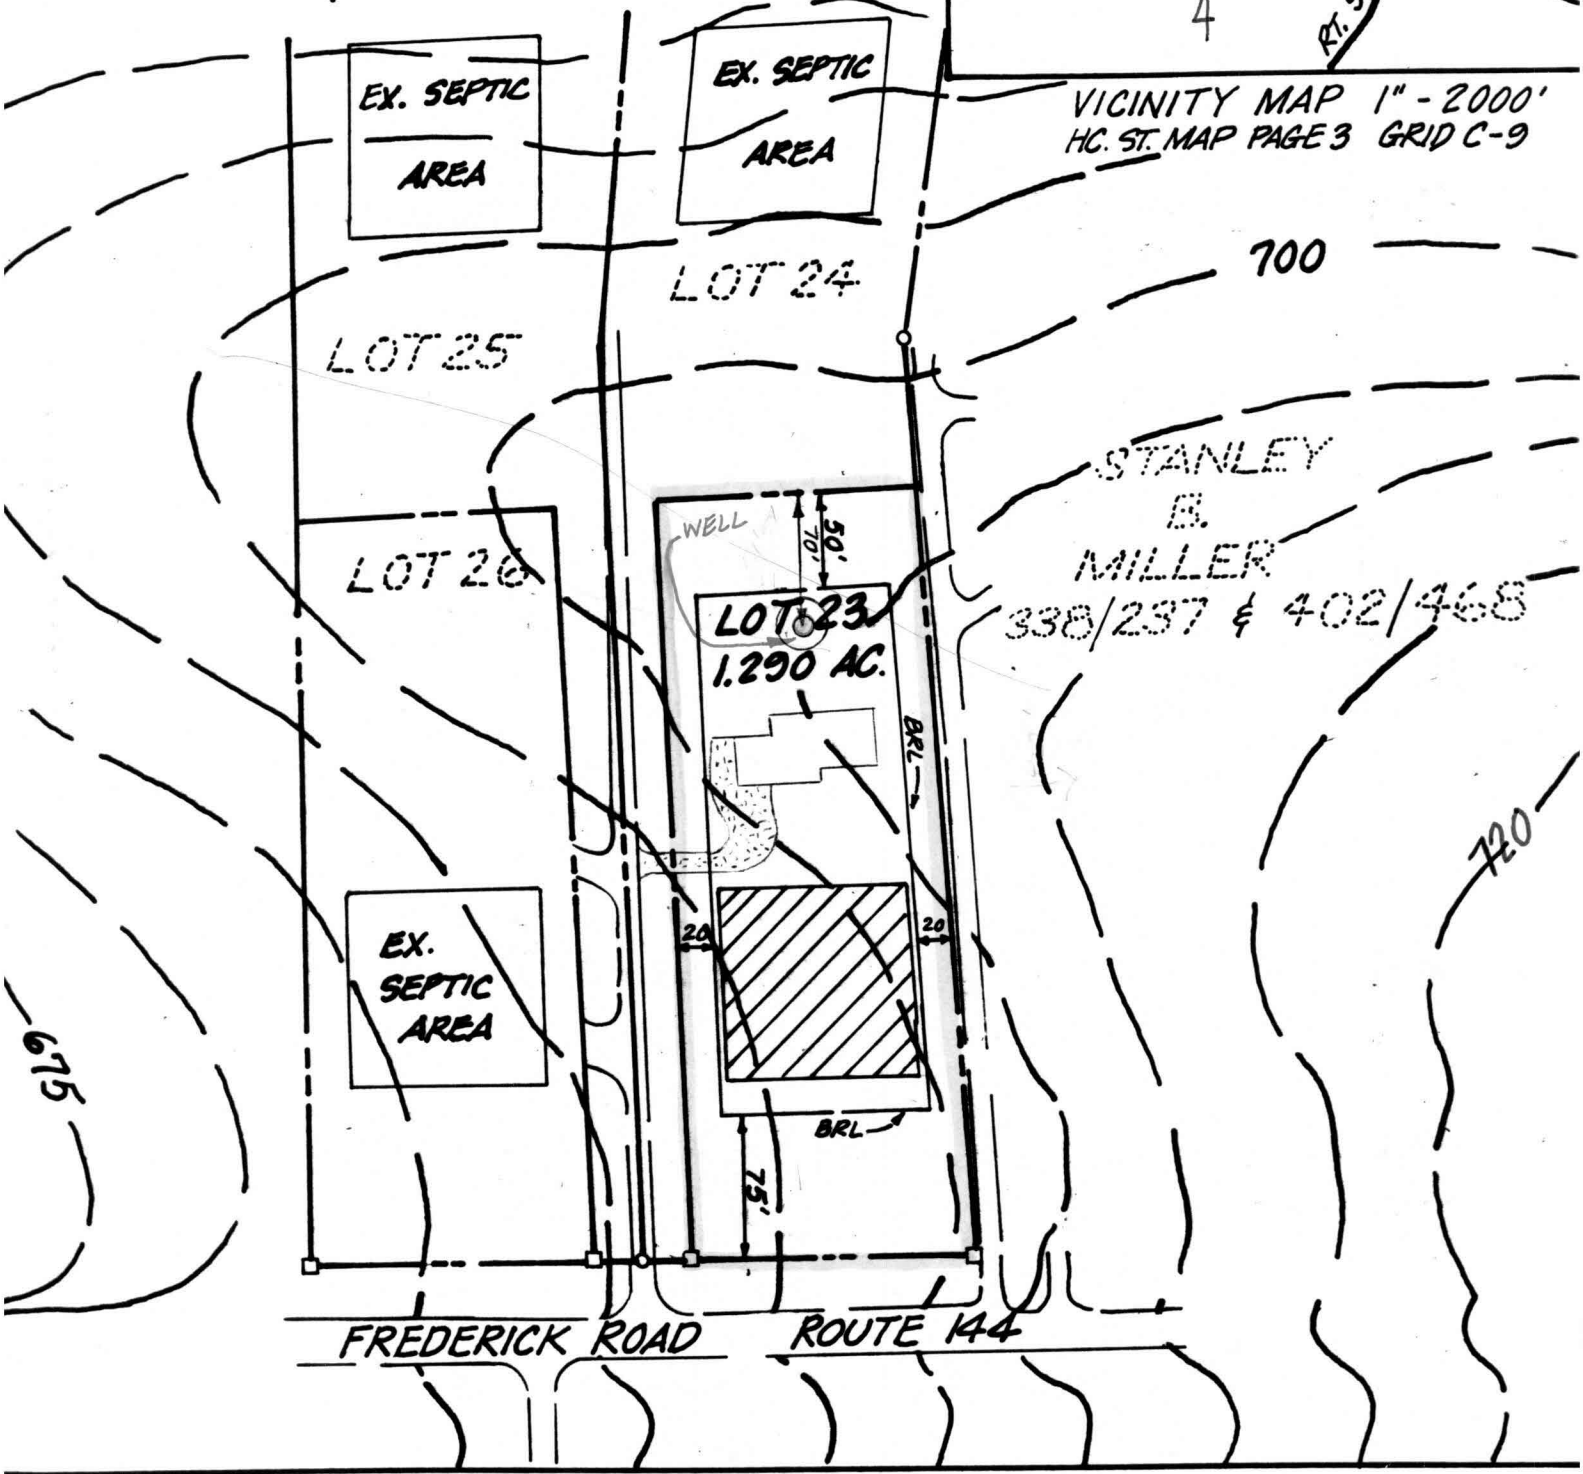 4
RT.
VICINITY MAP 1" - 2000'
HC. ST. MAP PAGE 3 GRID C-9
EX. SEPTIC
AREA
EX. SEPTIC
AREA
700
LOT 24
LOT 25
STANLEY
B.
MILLER
338/237 & 402/468
WELL
50'
70'
LOT 26
LOT 23
1.290 AC.
BRL
720
EX.
SEPTIC
AREA
20
20
675
BRL
75'
FREDERICK ROAD ROUTE 144